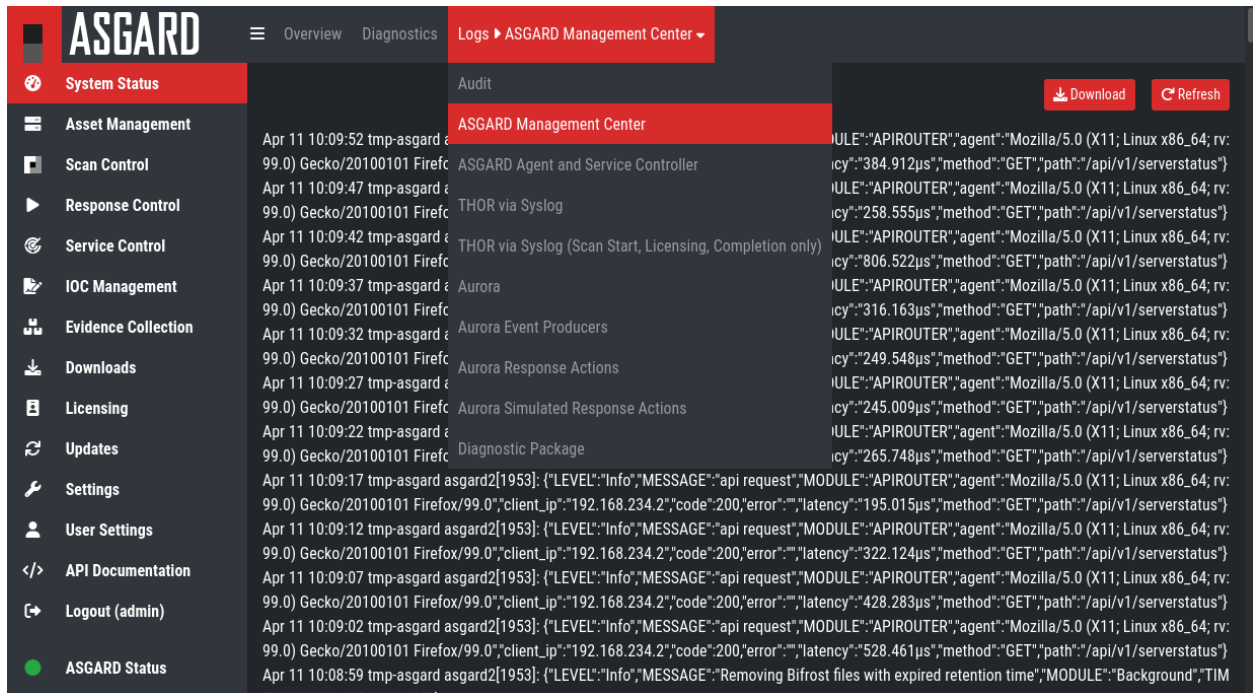 ASGARD
Overview Diagnostics Logs ▸ ASGARD Management Center
System Status
Asset Management
Scan Control
Response Control
Service Control
IOC Management
Evidence Collection
Downloads
Licensing
Updates
Settings
User Settings
API Documentation
Logout (admin)
ASGARD Status
Audit
ASGARD Management Center
ASGARD Agent and Service Controller
THOR via Syslog
THOR via Syslog (Scan Start, Licensing, Completion only)
Aurora
Aurora Event Producers
Aurora Response Actions
Aurora Simulated Response Actions
Diagnostic Package
Download Refresh
Apr 11 10:09:52 tmp-asgard ULE":"APIROUTER","agent":"Mozilla/5.0 (X11; Linux x86_64; rv:
99.0) Gecko/20100101 Firefo cy":"384.912µs","method":"GET","path":"/api/v1/serverstatus"}
Apr 11 10:09:47 tmp-asgard ULE":"APIROUTER","agent":"Mozilla/5.0 (X11; Linux x86_64; rv:
99.0) Gecko/20100101 Firefo cy":"258.555µs","method":"GET","path":"/api/v1/serverstatus"}
Apr 11 10:09:42 tmp-asgard ULE":"APIROUTER","agent":"Mozilla/5.0 (X11; Linux x86_64; rv:
99.0) Gecko/20100101 Firefo cy":"806.522µs","method":"GET","path":"/api/v1/serverstatus"}
Apr 11 10:09:37 tmp-asgard ULE":"APIROUTER","agent":"Mozilla/5.0 (X11; Linux x86_64; rv:
99.0) Gecko/20100101 Firefo cy":"316.163µs","method":"GET","path":"/api/v1/serverstatus"}
Apr 11 10:09:32 tmp-asgard ULE":"APIROUTER","agent":"Mozilla/5.0 (X11; Linux x86_64; rv:
99.0) Gecko/20100101 Firefo cy":"249.548µs","method":"GET","path":"/api/v1/serverstatus"}
Apr 11 10:09:27 tmp-asgard ULE":"APIROUTER","agent":"Mozilla/5.0 (X11; Linux x86_64; rv:
99.0) Gecko/20100101 Firefo cy":"245.009µs","method":"GET","path":"/api/v1/serverstatus"}
Apr 11 10:09:22 tmp-asgard ULE":"APIROUTER","agent":"Mozilla/5.0 (X11; Linux x86_64; rv:
99.0) Gecko/20100101 Firefo cy":"265.748µs","method":"GET","path":"/api/v1/serverstatus"}
Apr 11 10:09:17 tmp-asgard asgard2[1953]: {"LEVEL":"Info","MESSAGE":"api request","MODULE":"APIROUTER","agent":"Mozilla/5.0 (X11; Linux x86_64; rv:
99.0) Gecko/20100101 Firefox/99.0","client_ip":"192.168.234.2","code":200,"error":"","latency":"195.015µs","method":"GET","path":"/api/v1/serverstatus"}
Apr 11 10:09:12 tmp-asgard asgard2[1953]: {"LEVEL":"Info","MESSAGE":"api request","MODULE":"APIROUTER","agent":"Mozilla/5.0 (X11; Linux x86_64; rv:
99.0) Gecko/20100101 Firefox/99.0","client_ip":"192.168.234.2","code":200,"error":"","latency":"322.124µs","method":"GET","path":"/api/v1/serverstatus"}
Apr 11 10:09:07 tmp-asgard asgard2[1953]: {"LEVEL":"Info","MESSAGE":"api request","MODULE":"APIROUTER","agent":"Mozilla/5.0 (X11; Linux x86_64; rv:
99.0) Gecko/20100101 Firefox/99.0","client_ip":"192.168.234.2","code":200,"error":"","latency":"428.283µs","method":"GET","path":"/api/v1/serverstatus"}
Apr 11 10:09:02 tmp-asgard asgard2[1953]: {"LEVEL":"Info","MESSAGE":"api request","MODULE":"APIROUTER","agent":"Mozilla/5.0 (X11; Linux x86_64; rv:
99.0) Gecko/20100101 Firefox/99.0","client_ip":"192.168.234.2","code":200,"error":"","latency":"528.461µs","method":"GET","path":"/api/v1/serverstatus"}
Apr 11 10:08:59 tmp-asgard asgard2[1953]: {"LEVEL":"Info","MESSAGE":"Removing Bifrost files with expired retention time","MODULE":"Background","TIM